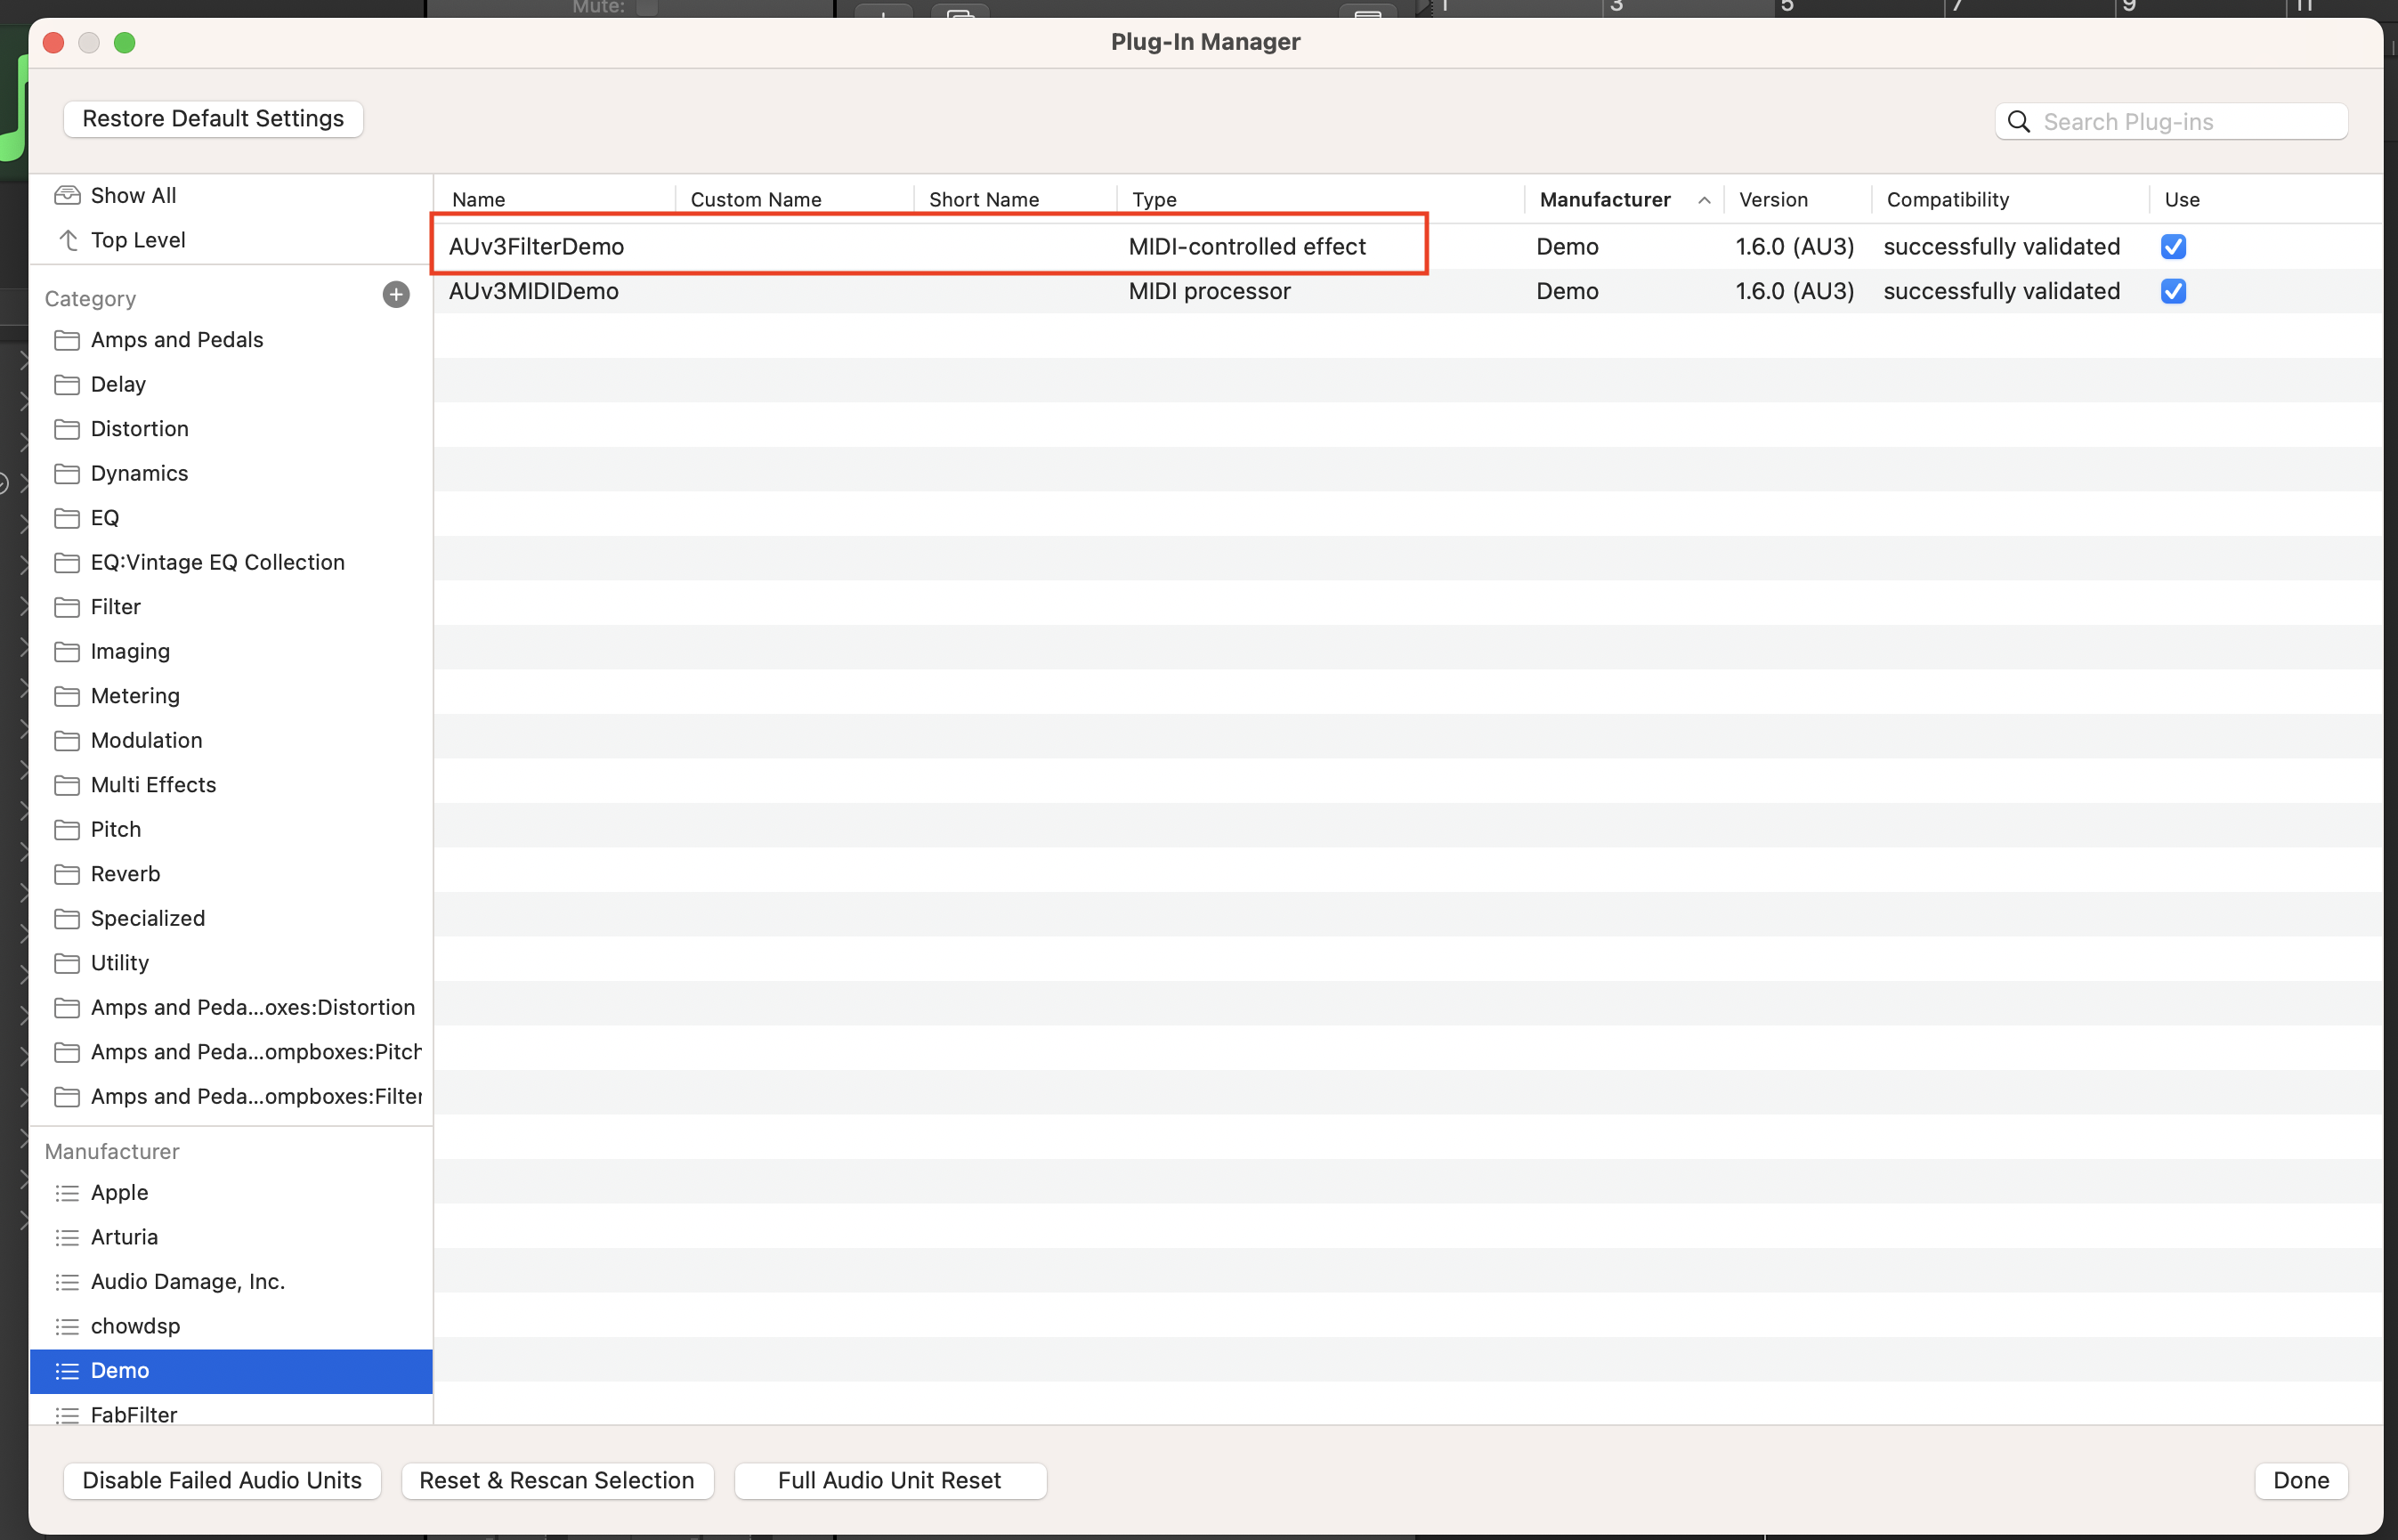 Mute:
1 3 5 7 9 11
Plug-In Manager
Restore Default Settings
Search Plug-ins
Show All
Top Level
Category
Amps and Pedals
Delay
Distortion
Dynamics
EQ
EQ:Vintage EQ Collection
Filter
Imaging
Metering
Modulation
Multi Effects
Pitch
Reverb
Specialized
Utility
Amps and Peda...oxes:Distortion
Amps and Peda...ompboxes:Pitch
Amps and Peda...ompboxes:Filter
Manufacturer
Apple
Arturia
Audio Damage, Inc.
chowdsp
Demo
FabFilter
Name Custom Name Short Name Type Manufacturer Version Compatibility Use
AUv3FilterDemo MIDI-controlled effect Demo 1.6.0 (AU3) successfully validated
AUv3MIDIDemo MIDI processor Demo 1.6.0 (AU3) successfully validated
Disable Failed Audio Units Reset & Rescan Selection Full Audio Unit Reset Done